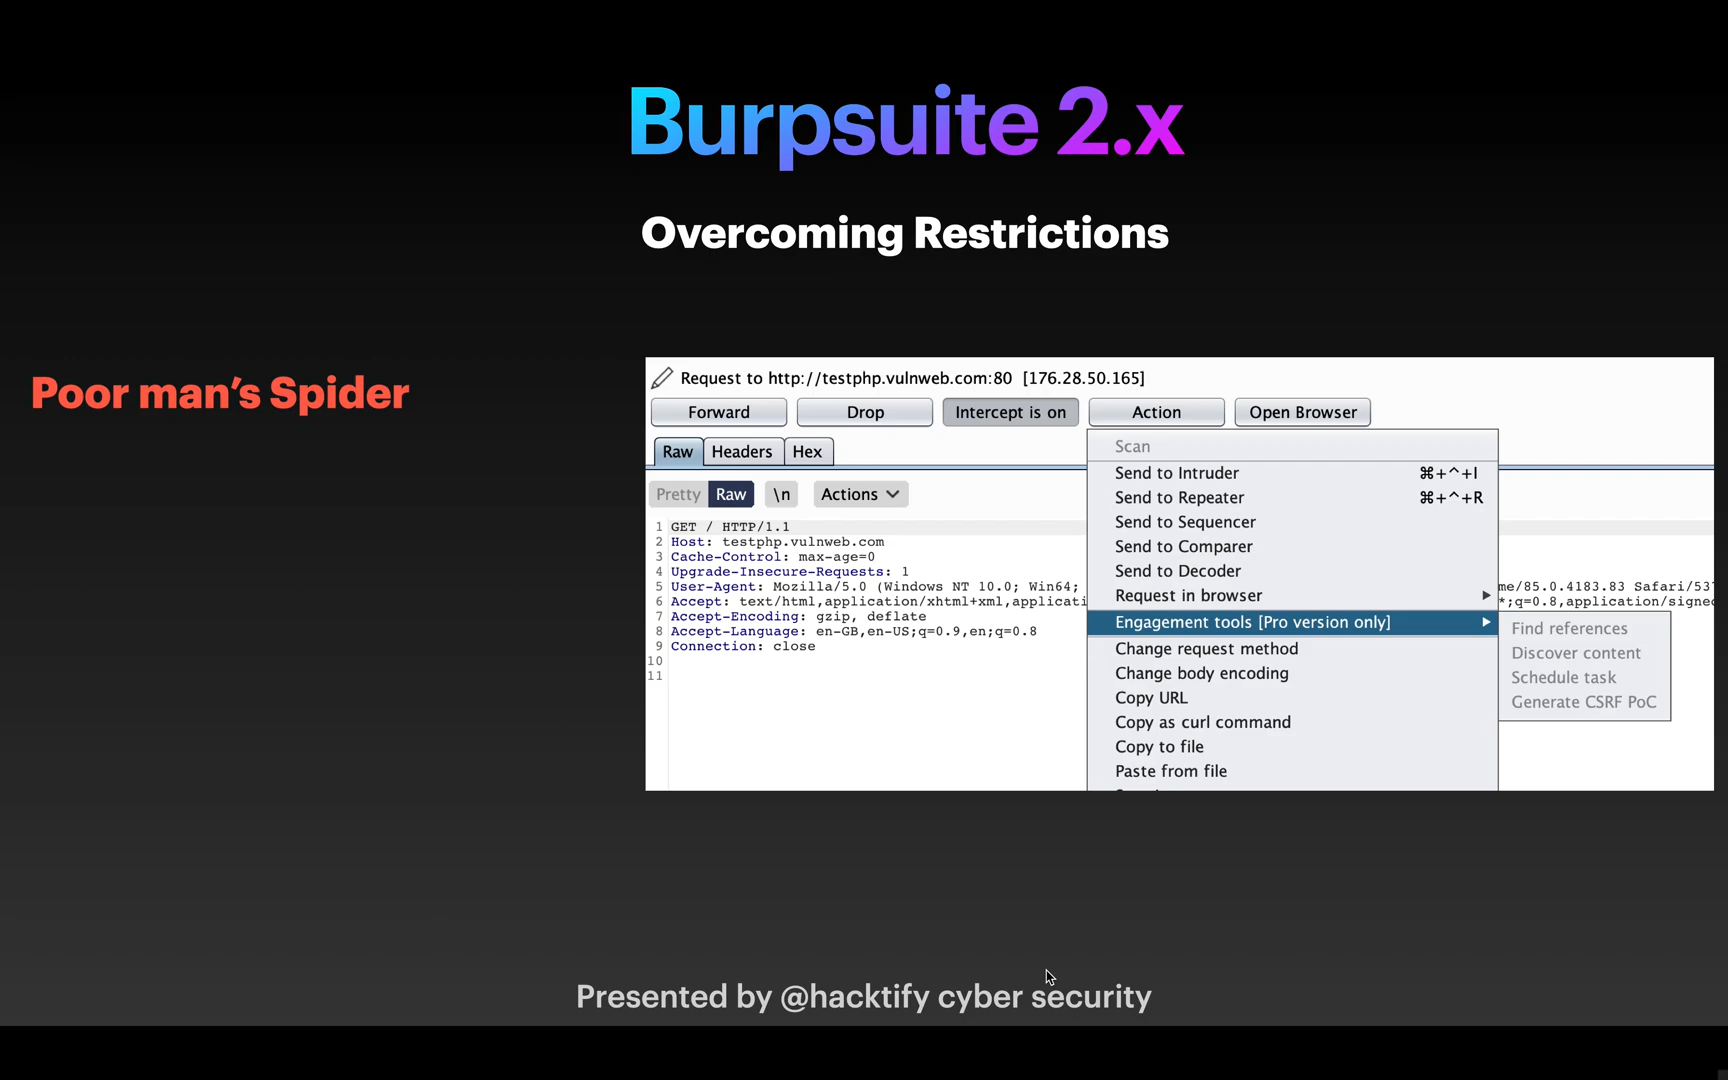 Burpsuite 2.x
Overcoming Restrictions
Poor man's Spider
Request to http://testphp.vulnweb.com:80 [176.28.50.165]
Forward Drop Intercept is on Action Open Browser
Raw Headers Hex
Pretty Raw \n Actions
1 GET / HTTP/1.1
2 Host: testphp.vulnweb.com
3 Cache-Control: max-age=0
4 Upgrade-Insecure-Requests: 1
5 User-Agent: Mozilla/5.0 (Windows NT 10.0; Win64; me/85.0.4183.83 Safari/537
6 Accept: text/html,application/xhtml+xml,applicati *;q=0.8,application/signed
7 Accept-Encoding: gzip, deflate
8 Accept-Language: en-GB,en-US;q=0.9,en;q=0.8
9 Connection: close
10
11
Scan
Send to Intruder ⌘+^+I
Send to Repeater ⌘+^+R
Send to Sequencer
Send to Comparer
Send to Decoder
Request in browser
Engagement tools [Pro version only]
Find references
Discover content
Schedule task
Generate CSRF PoC
Change request method
Change body encoding
Copy URL
Copy as curl command
Copy to file
Paste from file
Presented by @hacktify cyber security